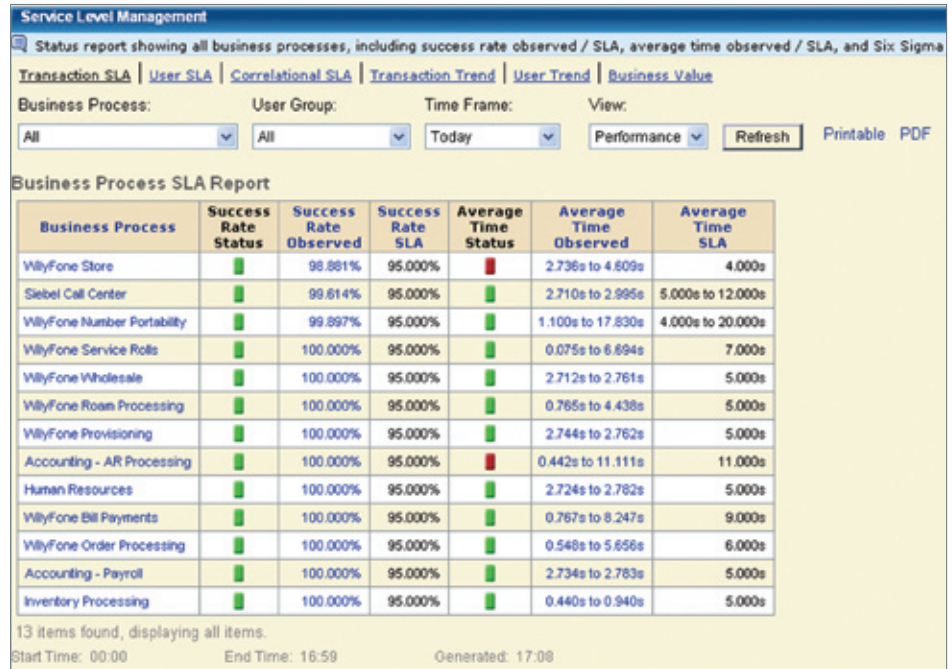 Service Level Management
Status report showing all business processes, including success rate observed / SLA, average time observed / SLA, and Six Sigma
Transaction SLA | User SLA | Correlational SLA | Transaction Trend | User Trend | Business Value
Business Process: User Group: Time Frame: View:
All All Today Performance Refresh Printable PDF
Business Process SLA Report
Business Process Success Rate Status Success Rate Observed Success Rate SLA Average Time Status Average Time Observed Average Time SLA
WillyFone Store 98.881% 95.000% 2.736s to 4.609s 4.000s
Siebel Call Center 99.614% 95.000% 2.710s to 2.995s 5.000s to 12.000s
WillyFone Number Portability 99.897% 95.000% 1.100s to 17.830s 4.000s to 20.000s
WillyFone Service Rolls 100.000% 95.000% 0.075s to 6.694s 7.000s
WillyFone Wholesale 100.000% 95.000% 2.712s to 2.761s 5.000s
WillyFone Roam Processing 100.000% 95.000% 0.765s to 4.438s 5.000s
WillyFone Provisioning 100.000% 95.000% 2.744s to 2.762s 5.000s
Accounting - AR Processing 100.000% 95.000% 0.442s to 11.111s 11.000s
Human Resources 100.000% 95.000% 2.724s to 2.782s 5.000s
WillyFone Bill Payments 100.000% 95.000% 0.767s to 8.247s 9.000s
WillyFone Order Processing 100.000% 95.000% 0.548s to 5.656s 6.000s
Accounting - Payroll 100.000% 95.000% 2.734s to 2.783s 5.000s
Inventory Processing 100.000% 95.000% 0.440s to 0.940s 5.000s
13 items found, displaying all items.
Start Time: 00:00 End Time: 16:59 Generated: 17:08